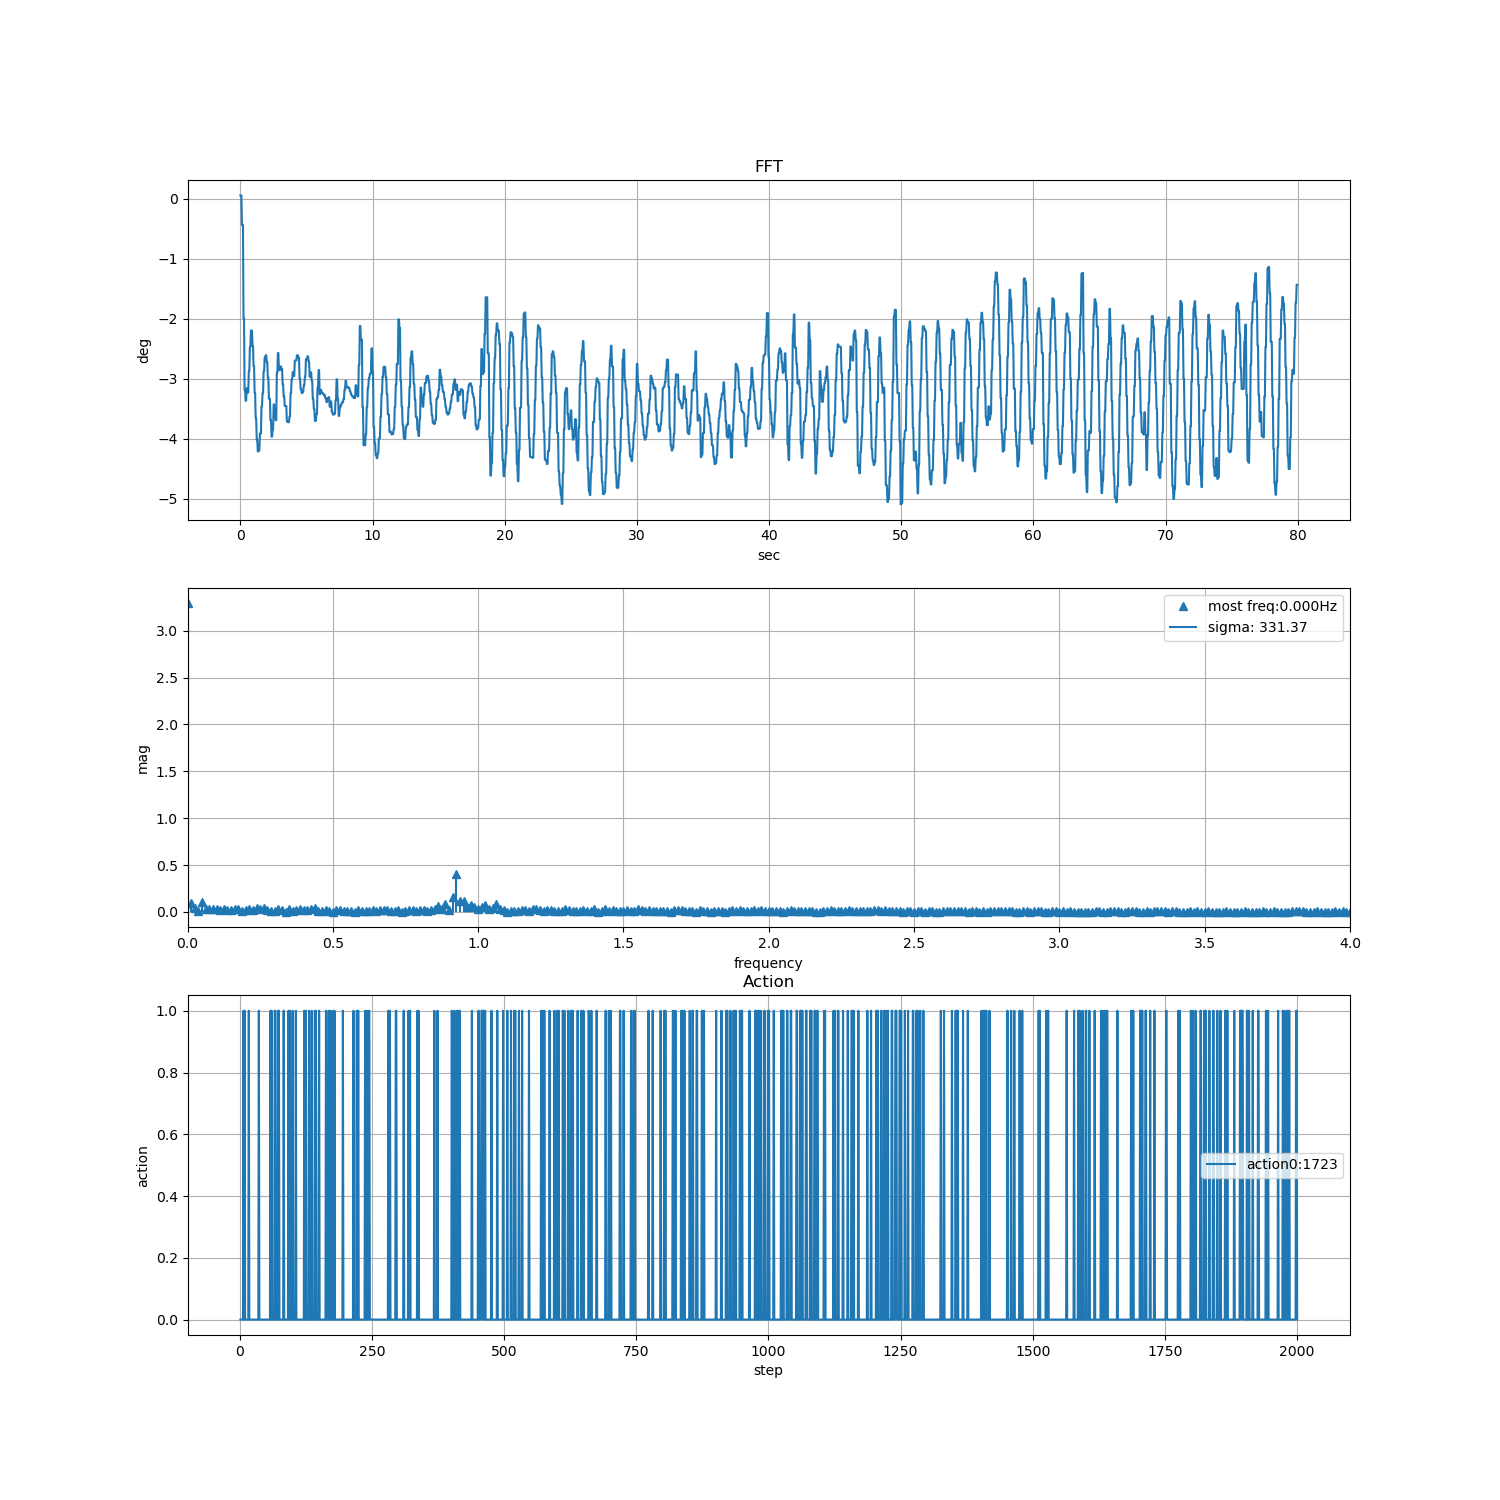 FFT
0
−1
−2
−3
−4
−5
deg
0 10 20 30 40 50 60 70 80
sec
most freq:0.000Hz
sigma: 331.37
3.0
2.5
2.0
1.5
1.0
0.5
0.0
mag
0.0 0.5 1.0 1.5 2.0 2.5 3.0 3.5 4.0
frequency
Action
1.0
0.8
0.6
0.4
0.2
0.0
action
action0:1723
0 250 500 750 1000 1250 1500 1750 2000
step